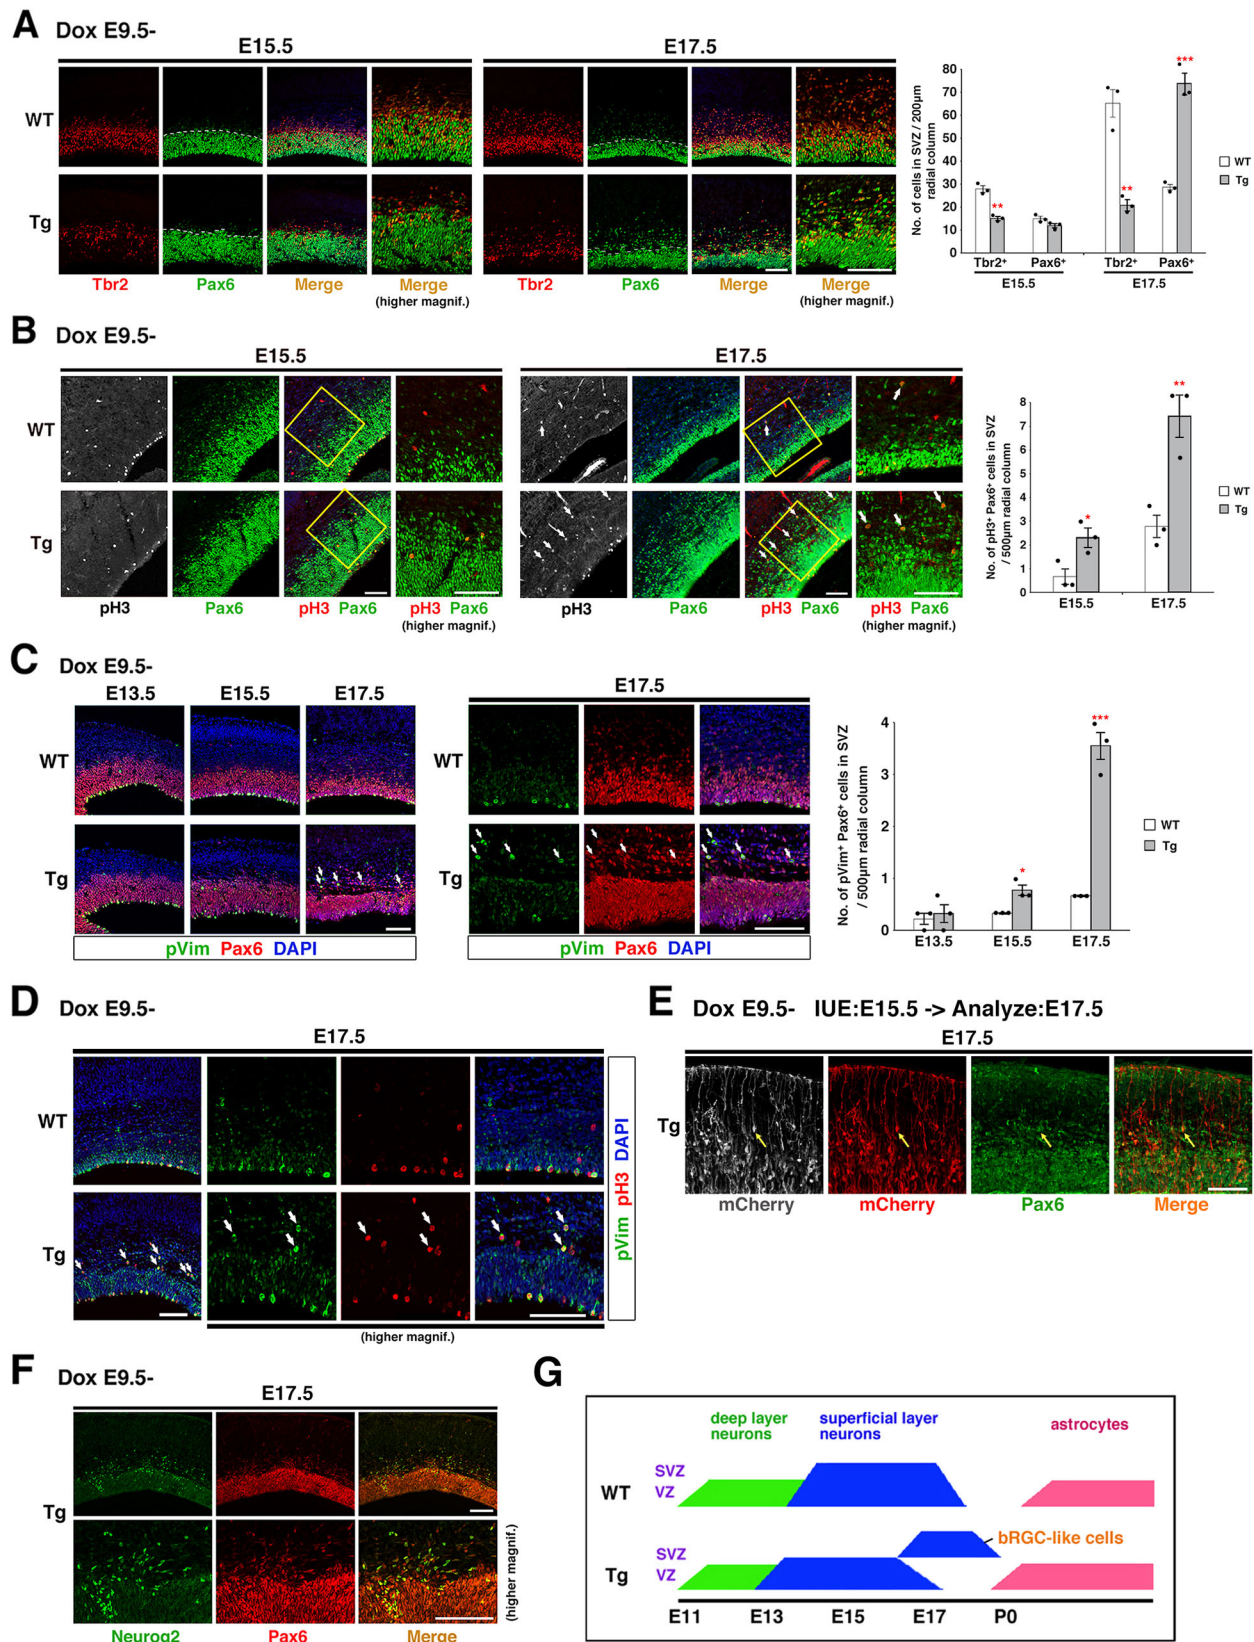 A Dox E9.5-
E15.5 E17.5
WT
Tg
Tbr2 Pax6 Merge Merge Tbr2 Pax6 Merge Merge
(higher magnif.) (higher magnif.)
No. of cells in SVZ / 200µm
radial column
80
70
60
50
40
30
20
10
0
** ** ***
Tbr2+ Pax6+ Tbr2+ Pax6+
E15.5 E17.5
WT
Tg
B Dox E9.5-
E15.5 E17.5
WT
Tg
pH3 Pax6 pH3 Pax6 pH3 Pax6 pH3 Pax6 pH3 Pax6 pH3 Pax6
(higher magnif.) (higher magnif.)
No. of pH3+ Pax6+ cells in SVZ
/ 500µm radial column
8
7
6
5
4
3
2
1
0
* **
E15.5 E17.5
WT
Tg
C Dox E9.5-
E13.5 E15.5 E17.5 E17.5
WT WT
Tg Tg
pVim Pax6 DAPI pVim Pax6 DAPI
No. of pVim+ Pax6+ cells in SVZ
/ 500µm radial column
4
3
2
1
0
* ***
E13.5 E15.5 E17.5
WT
Tg
D Dox E9.5-
E17.5
WT
Tg
(higher magnif.)
pVim pH3 DAPI
E Dox E9.5- IUE:E15.5 -> Analyze:E17.5
E17.5
Tg
mCherry mCherry Pax6 Merge
F Dox E9.5-
E17.5
Tg
(higher magnif.)
Neurog2 Pax6 Merge
G
deep layer
neurons
superficial layer
neurons
astrocytes
WT
SVZ
VZ
bRGC-like cells
Tg
SVZ
VZ
E11 E13 E15 E17 P0